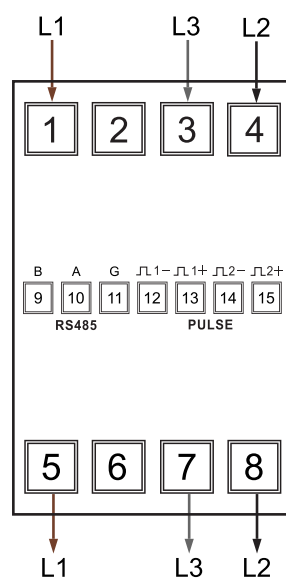 L1 L3 L2
1 2 3 4
B A G ⎍1− ⎍1+ ⎍2− ⎍2+
9 10 11 12 13 14 15
RS485 PULSE
5 6 7 8
L1 L3 L2